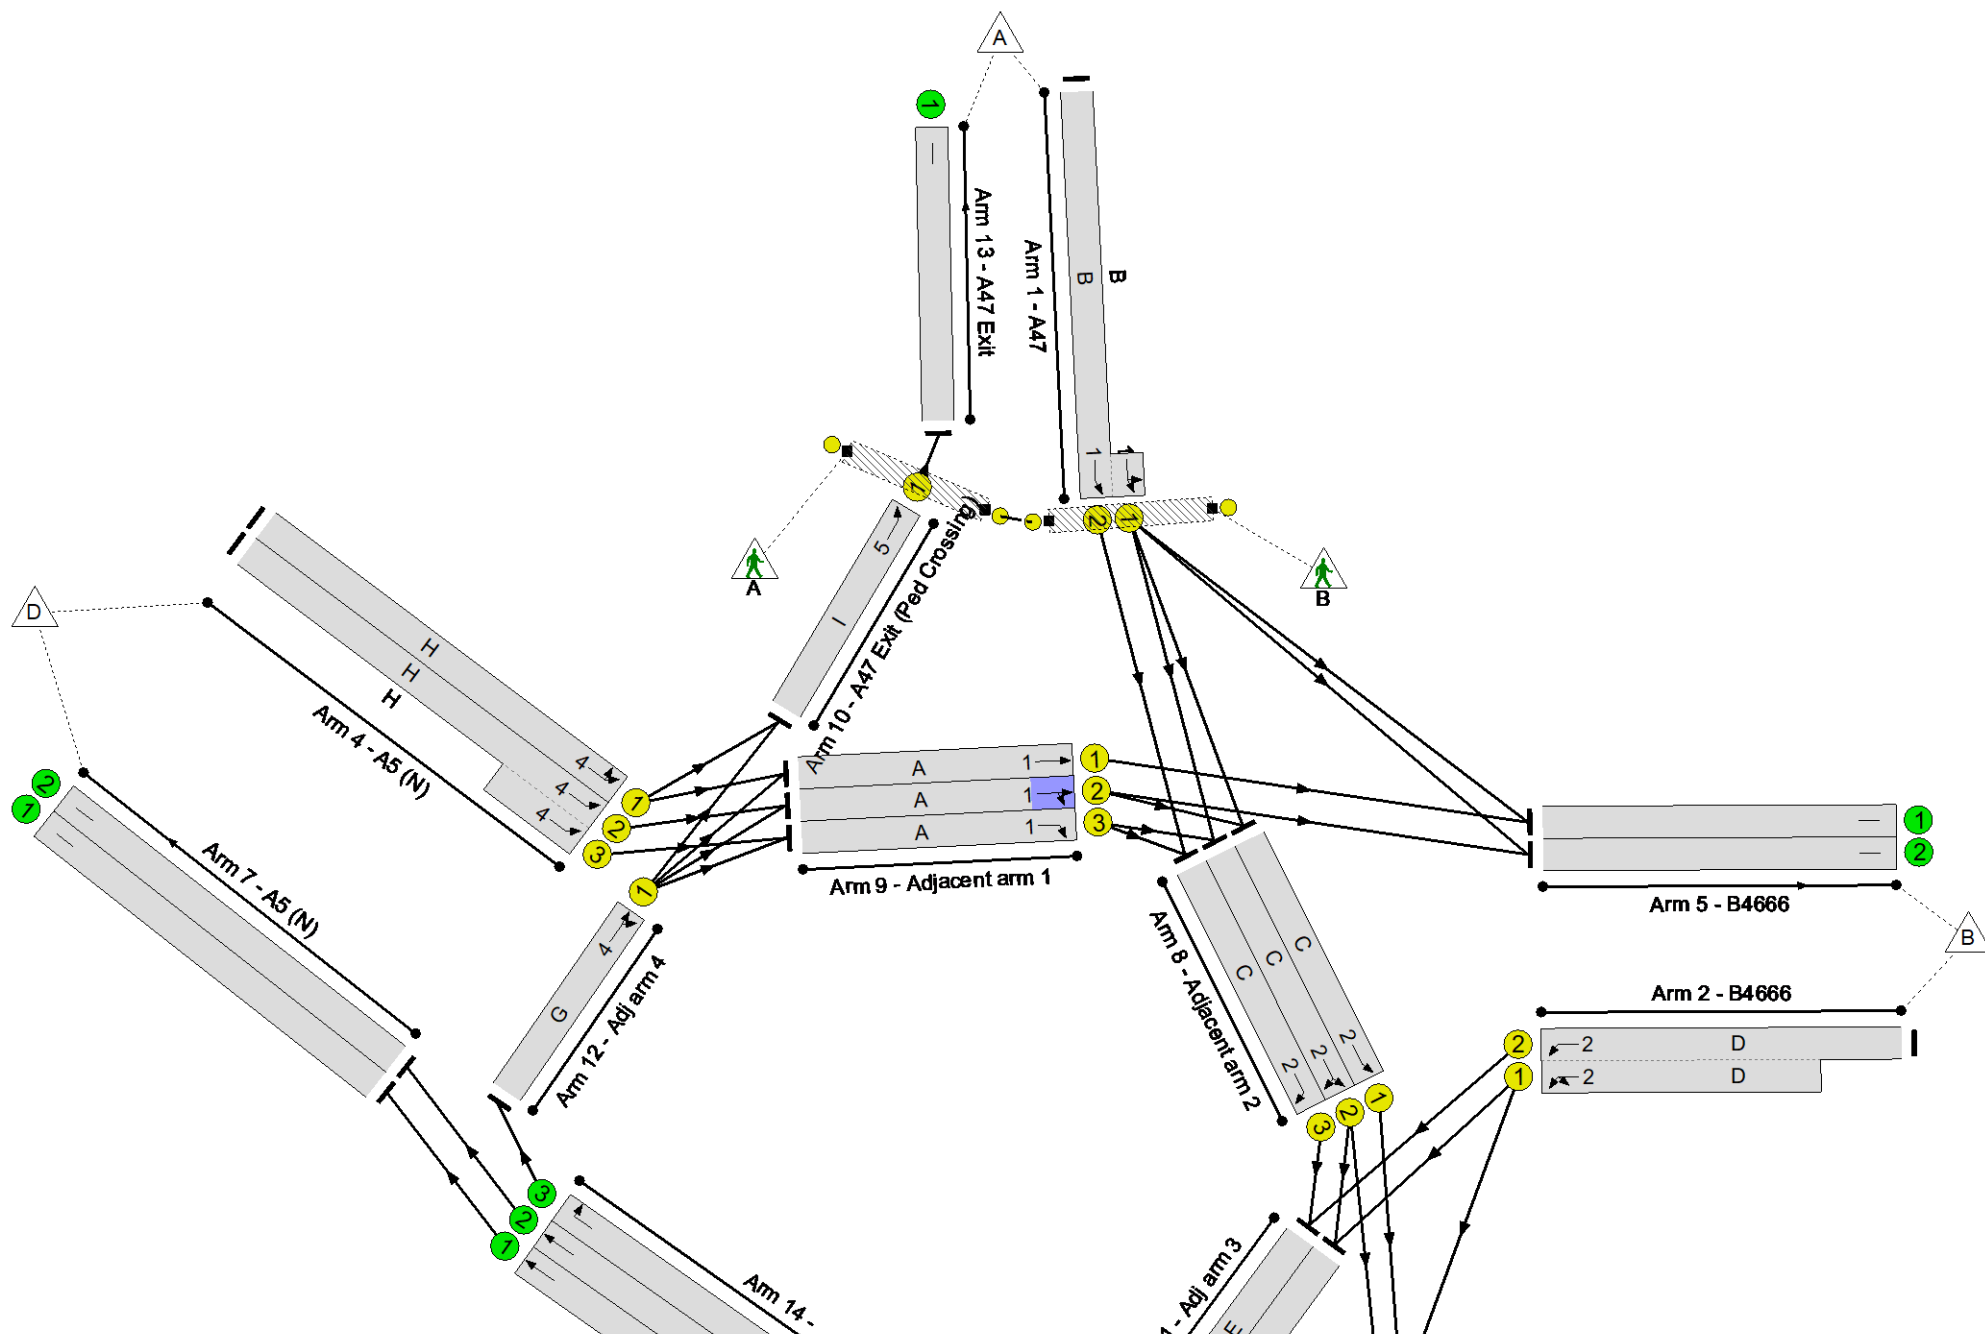 A
1
B
B
Arm 13 - A47 Exit
Arm 1 - A47
1
1
1
2
1
5
I
Arm 10 - A47 Exit (Ped Crossing)
A
B
D
H
H
H
Arm 4 - A5 (N)
4
4
4
1
2
3
A
A
A
1
1
1
1
2
3
Arm 9 - Adjacent arm 1
1
2
Arm 5 - B4666
B
Arm 2 - B4666
2
1
Arm 7 - A5 (N)
1
4
G
Arm 12 - Adj arm 4
C
C
C
2
2
2
Arm 8 - Adjacent arm 2
3
2
1
2
1
2
2
D
D
3
2
1
Arm 14 -
1 - Adj arm 3
E